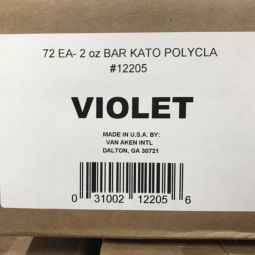 72 EA- 2 oz BAR KATO POLYCLA
#12205
VIOLET
MADE IN U.S.A. BY:
VAN AKEN INTL
DALTON, GA 30721
0 31002 12205 6